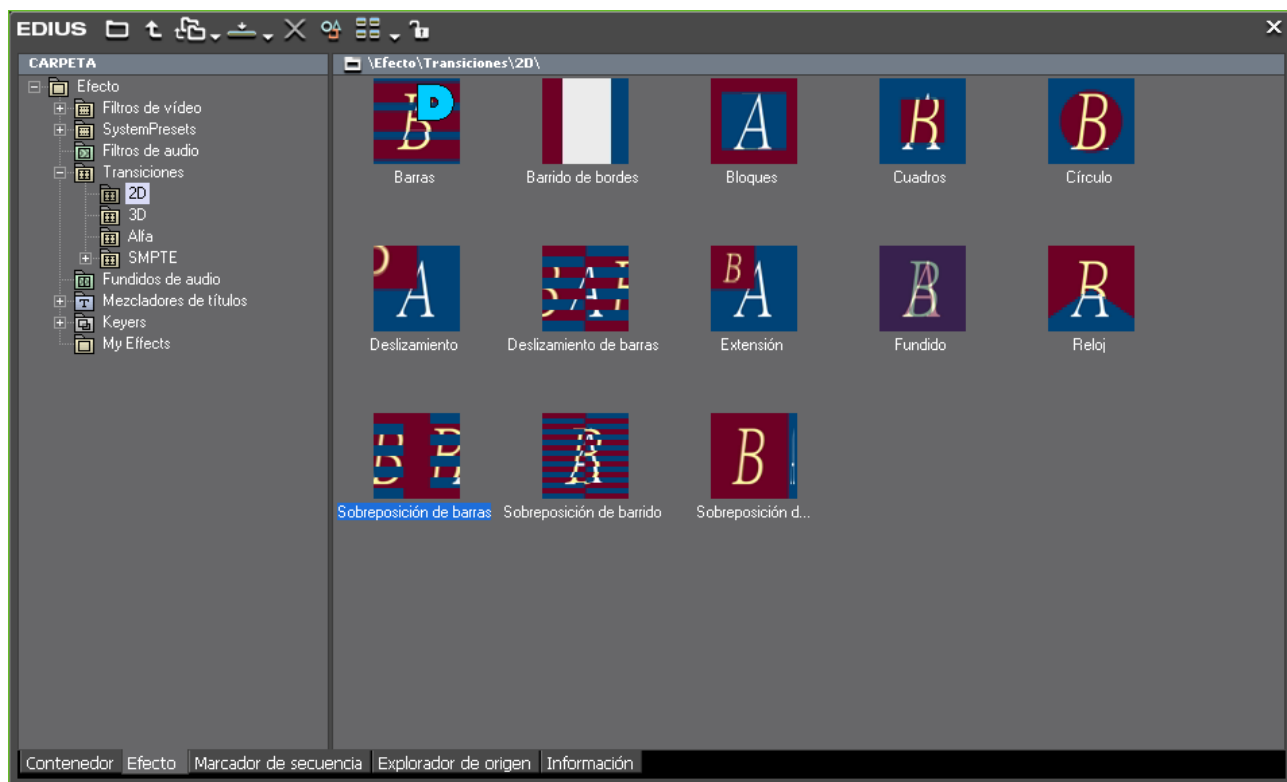 EDIUS
CARPETA
Efecto
Filtros de vídeo
SystemPresets
Filtros de audio
Transiciones
2D
3D
Alfa
SMPTE
Fundidos de audio
T Mezcladores de títulos
Keyers
My Effects
\Efecto\Transiciones\2D\
B D
A
B A
B
Barras
Barrido de bordes
Bloques
Cuadros
Círculo
A
B A
B A
B A
B A
Deslizamiento
Deslizamiento de barras
Extensión
Fundido
Reloj
B B
B A
B
Sobreposición de barras
Sobreposición de barrido
Sobreposición d...
Contenedor Efecto Marcador de secuencia Explorador de origen Información